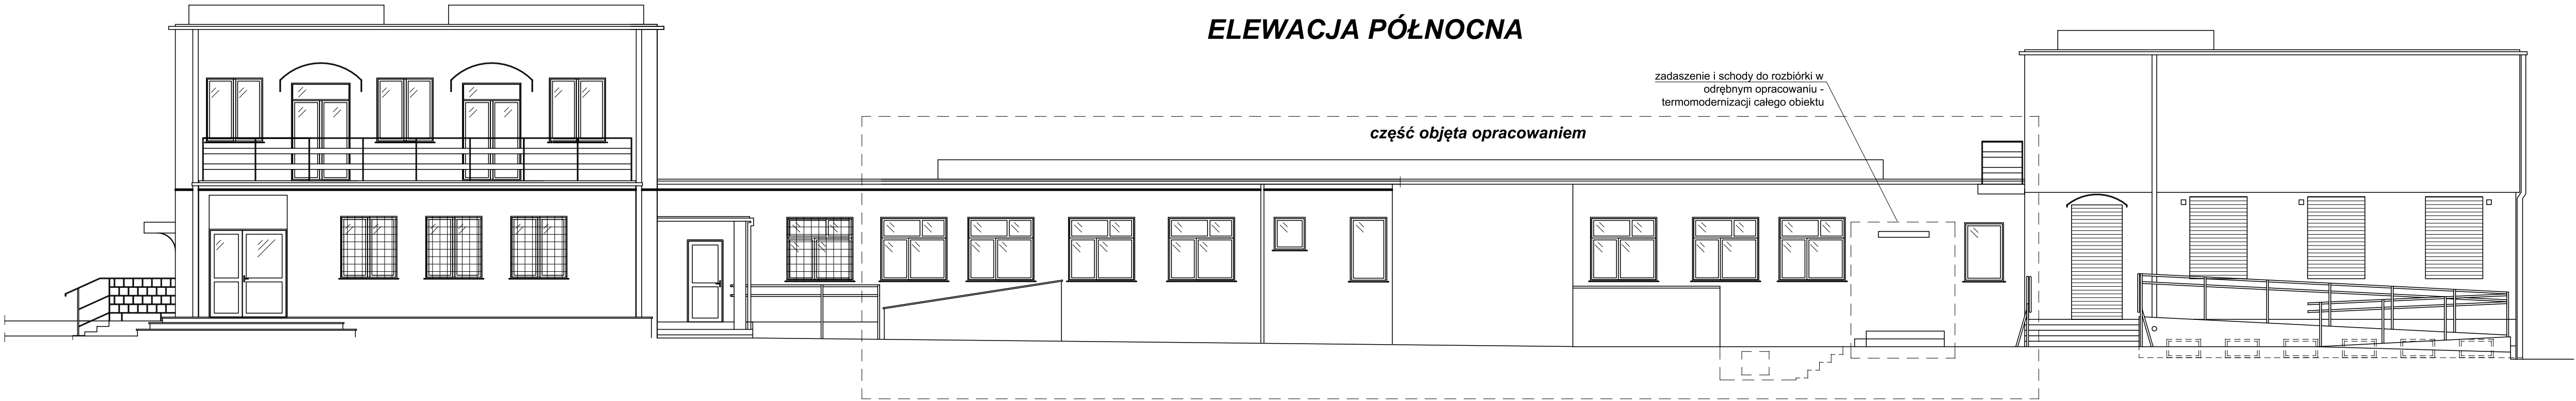 ELEWACJA PÓŁNOCNA
zadaszenie i schody do rozbiórki w
odrębnym opracowaniu -
termomodernizacji całego obiektu
część objęta opracowaniem